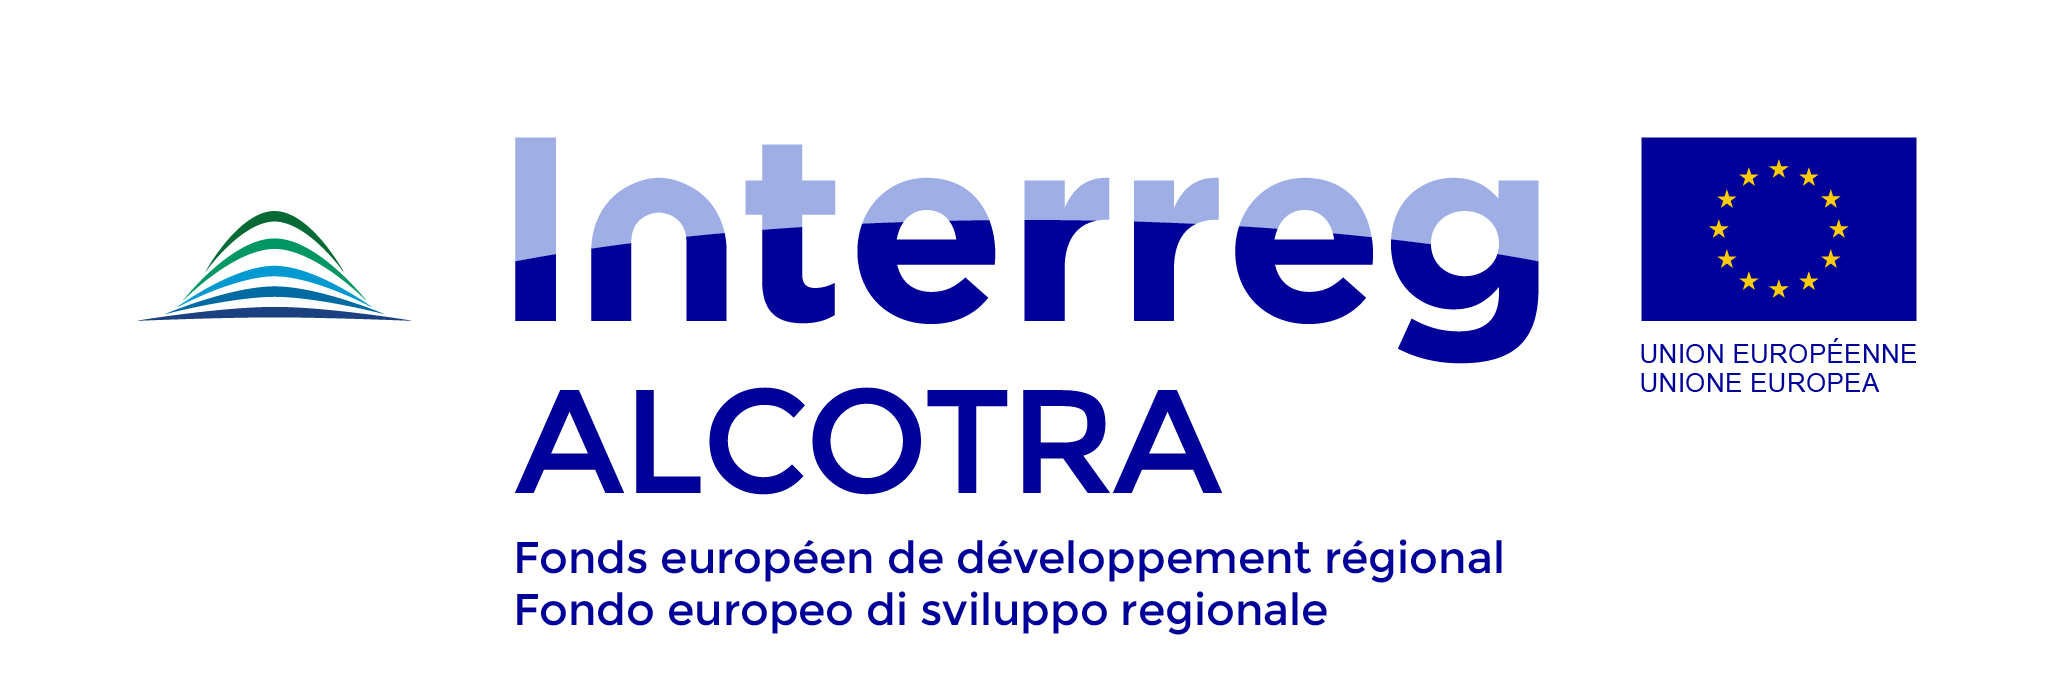 Interreg
ALCOTRA
Fonds européen de développement régional
Fondo europeo di sviluppo regionale
UNION EUROPÉENNE
UNIONE EUROPEA